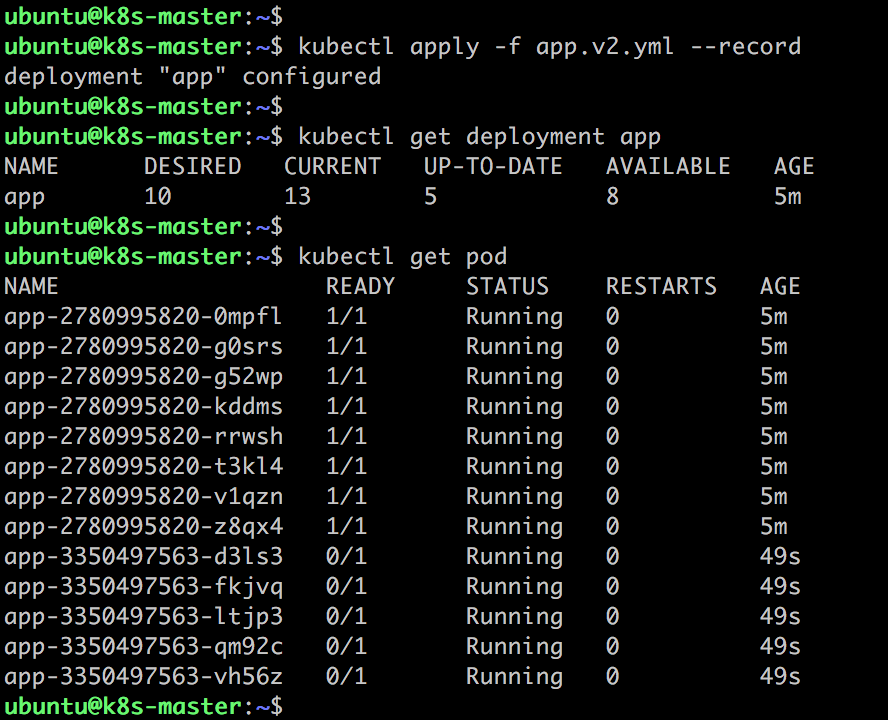 ubuntu@k8s-master:~$
ubuntu@k8s-master:~$ kubectl apply -f app.v2.yml --record
deployment "app" configured
ubuntu@k8s-master:~$
ubuntu@k8s-master:~$ kubectl get deployment app
NAME      DESIRED   CURRENT   UP-TO-DATE   AVAILABLE   AGE
app       10        13        5            8           5m
ubuntu@k8s-master:~$
ubuntu@k8s-master:~$ kubectl get pod
NAME                   READY     STATUS    RESTARTS   AGE
app-2780995820-0mpfl   1/1       Running   0          5m
app-2780995820-g0srs   1/1       Running   0          5m
app-2780995820-g52wp   1/1       Running   0          5m
app-2780995820-kddms   1/1       Running   0          5m
app-2780995820-rrwsh   1/1       Running   0          5m
app-2780995820-t3kl4   1/1       Running   0          5m
app-2780995820-v1qzn   1/1       Running   0          5m
app-2780995820-z8qx4   1/1       Running   0          5m
app-3350497563-d3ls3   0/1       Running   0          49s
app-3350497563-fkjvq   0/1       Running   0          49s
app-3350497563-ltjp3   0/1       Running   0          49s
app-3350497563-qm92c   0/1       Running   0          49s
app-3350497563-vh56z   0/1       Running   0          49s
ubuntu@k8s-master:~$